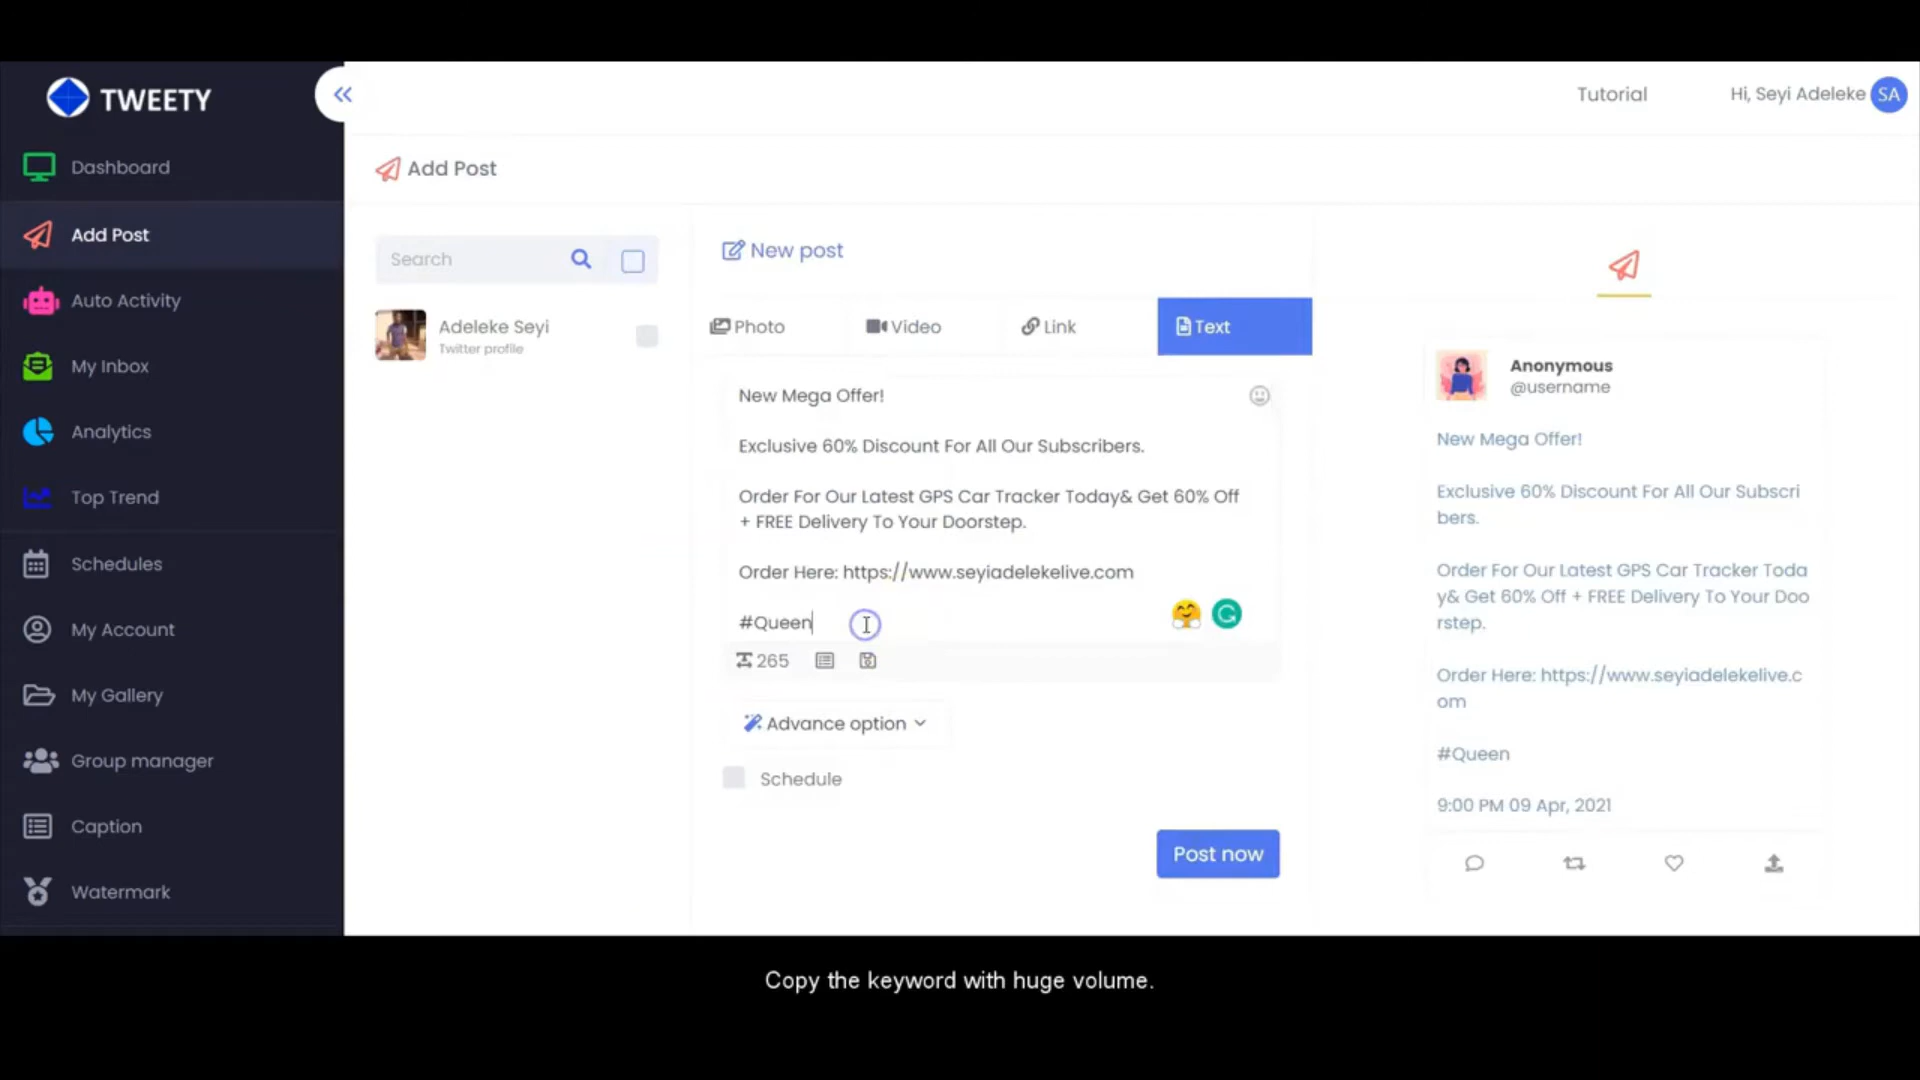 TWEETY
Tutorial
Hi, Seyi Adeleke
SA
Dashboard
Add Post
Auto Activity
My Inbox
Analytics
Top Trend
Schedules
My Account
My Gallery
Group manager
Caption
Watermark
Add Post
Search
Adeleke Seyi
Twitter profile
New post
Photo
Video
Link
Text
New Mega Offer!
Exclusive 60% Discount For All Our Subscribers.
Order For Our Latest GPS Car Tracker Today& Get 60% Off
+ FREE Delivery To Your Doorstep.
Order Here: https://www.seyiadelekelive.com
#Queen
265
Advance option
Schedule
Post now
Anonymous
@username
New Mega Offer!
Exclusive 60% Discount For All Our Subscri
bers.
Order For Our Latest GPS Car Tracker Toda
y& Get 60% Off + FREE Delivery To Your Doo
rstep.
Order Here: https://www.seyiadelekelive.c
om
#Queen
9:00 PM 09 Apr, 2021
Copy the keyword with huge volume.